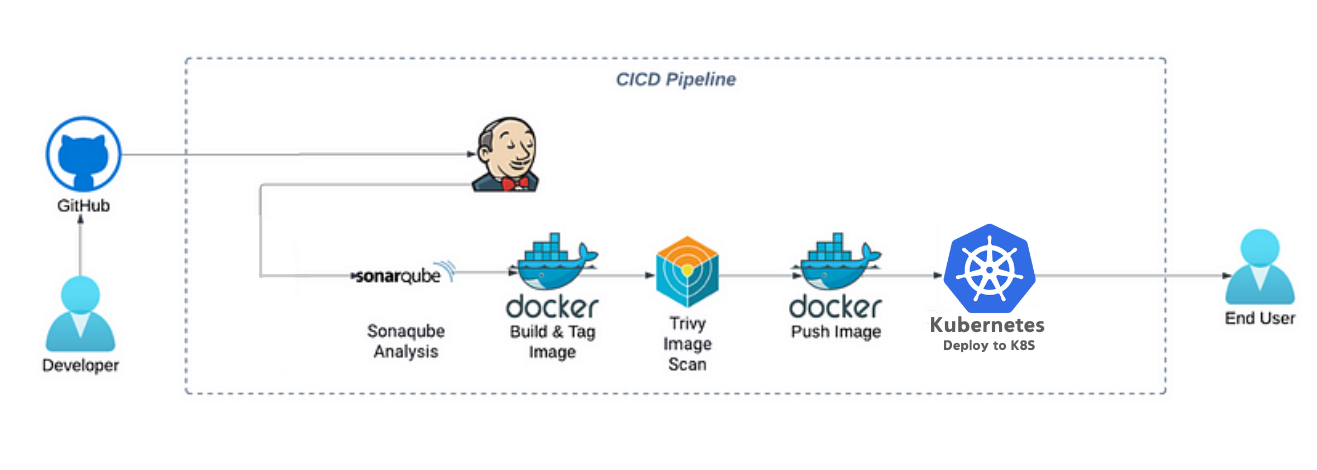 CICD Pipeline
GitHub
Developer
sonarqube
Sonaqube
Analysis
docker
Build & Tag
Image
Trivy
Image
Scan
docker
Push Image
Kubernetes
Deploy to K8S
End User